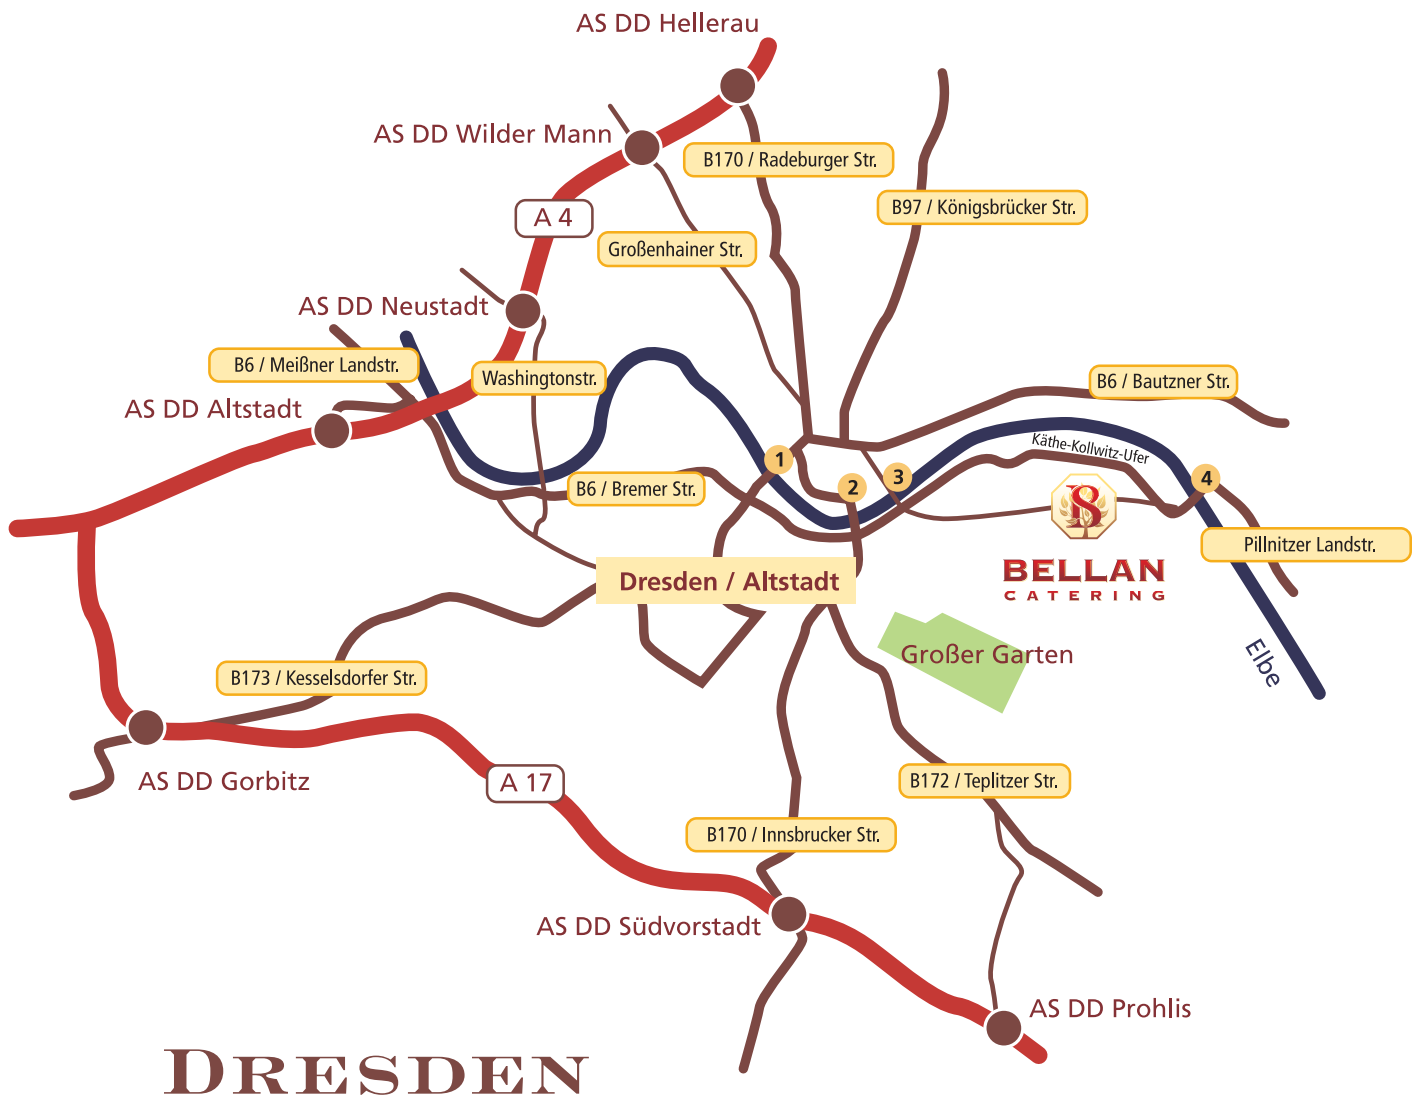 AS DD Hellerau
AS DD Wilder Mann
B170 / Radeburger Str.
B97 / Königsbrücker Str.
A 4
Großenhainer Str.
AS DD Neustadt
B6 / Meißner Landstr.
Washingtonstr.
B6 / Bautzner Str.
AS DD Altstadt
Käthe-Kollwitz-Ufer
1
2
3
4
B6 / Bremer Str.
B
Pillnitzer Landstr.
BELLAN
CATERING
Dresden / Altstadt
Großer Garten
Elbe
B173 / Kesselsdorfer Str.
AS DD Gorbitz
A 17
B172 / Teplitzer Str.
B170 / Innsbrucker Str.
AS DD Südvorstadt
AS DD Prohlis
DRESDEN